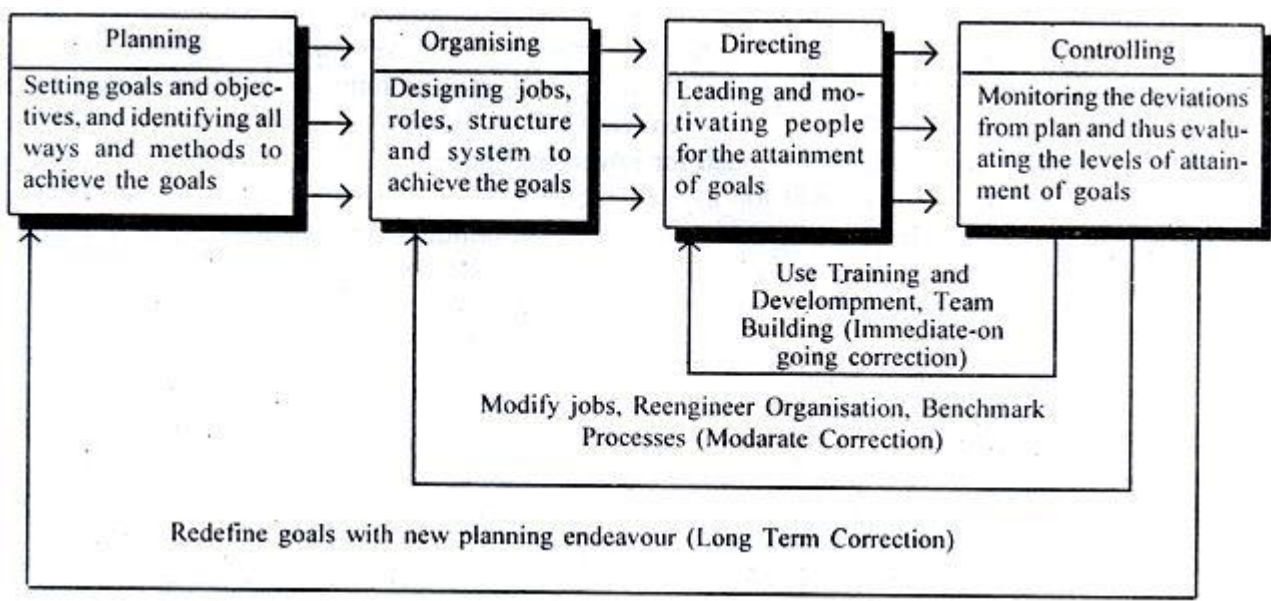 Planning
Setting goals and objec-
tives, and identifying all
ways and methods to
achieve the goals
Organising
Designing jobs,
roles, structure
and system to
achieve the goals
Directing
Leading and mo-
tivating people
for the attainment
of goals
Controlling
Monitoring the deviations
from plan and thus evalu-
ating the levels of attain-
ment of goals
Use Training and
Develompment, Team
Building (Immediate-on
going correction)
Modify jobs, Reengineer Organisation, Benchmark
Processes (Modarate Correction)
Redefine goals with new planning endeavour (Long Term Correction)